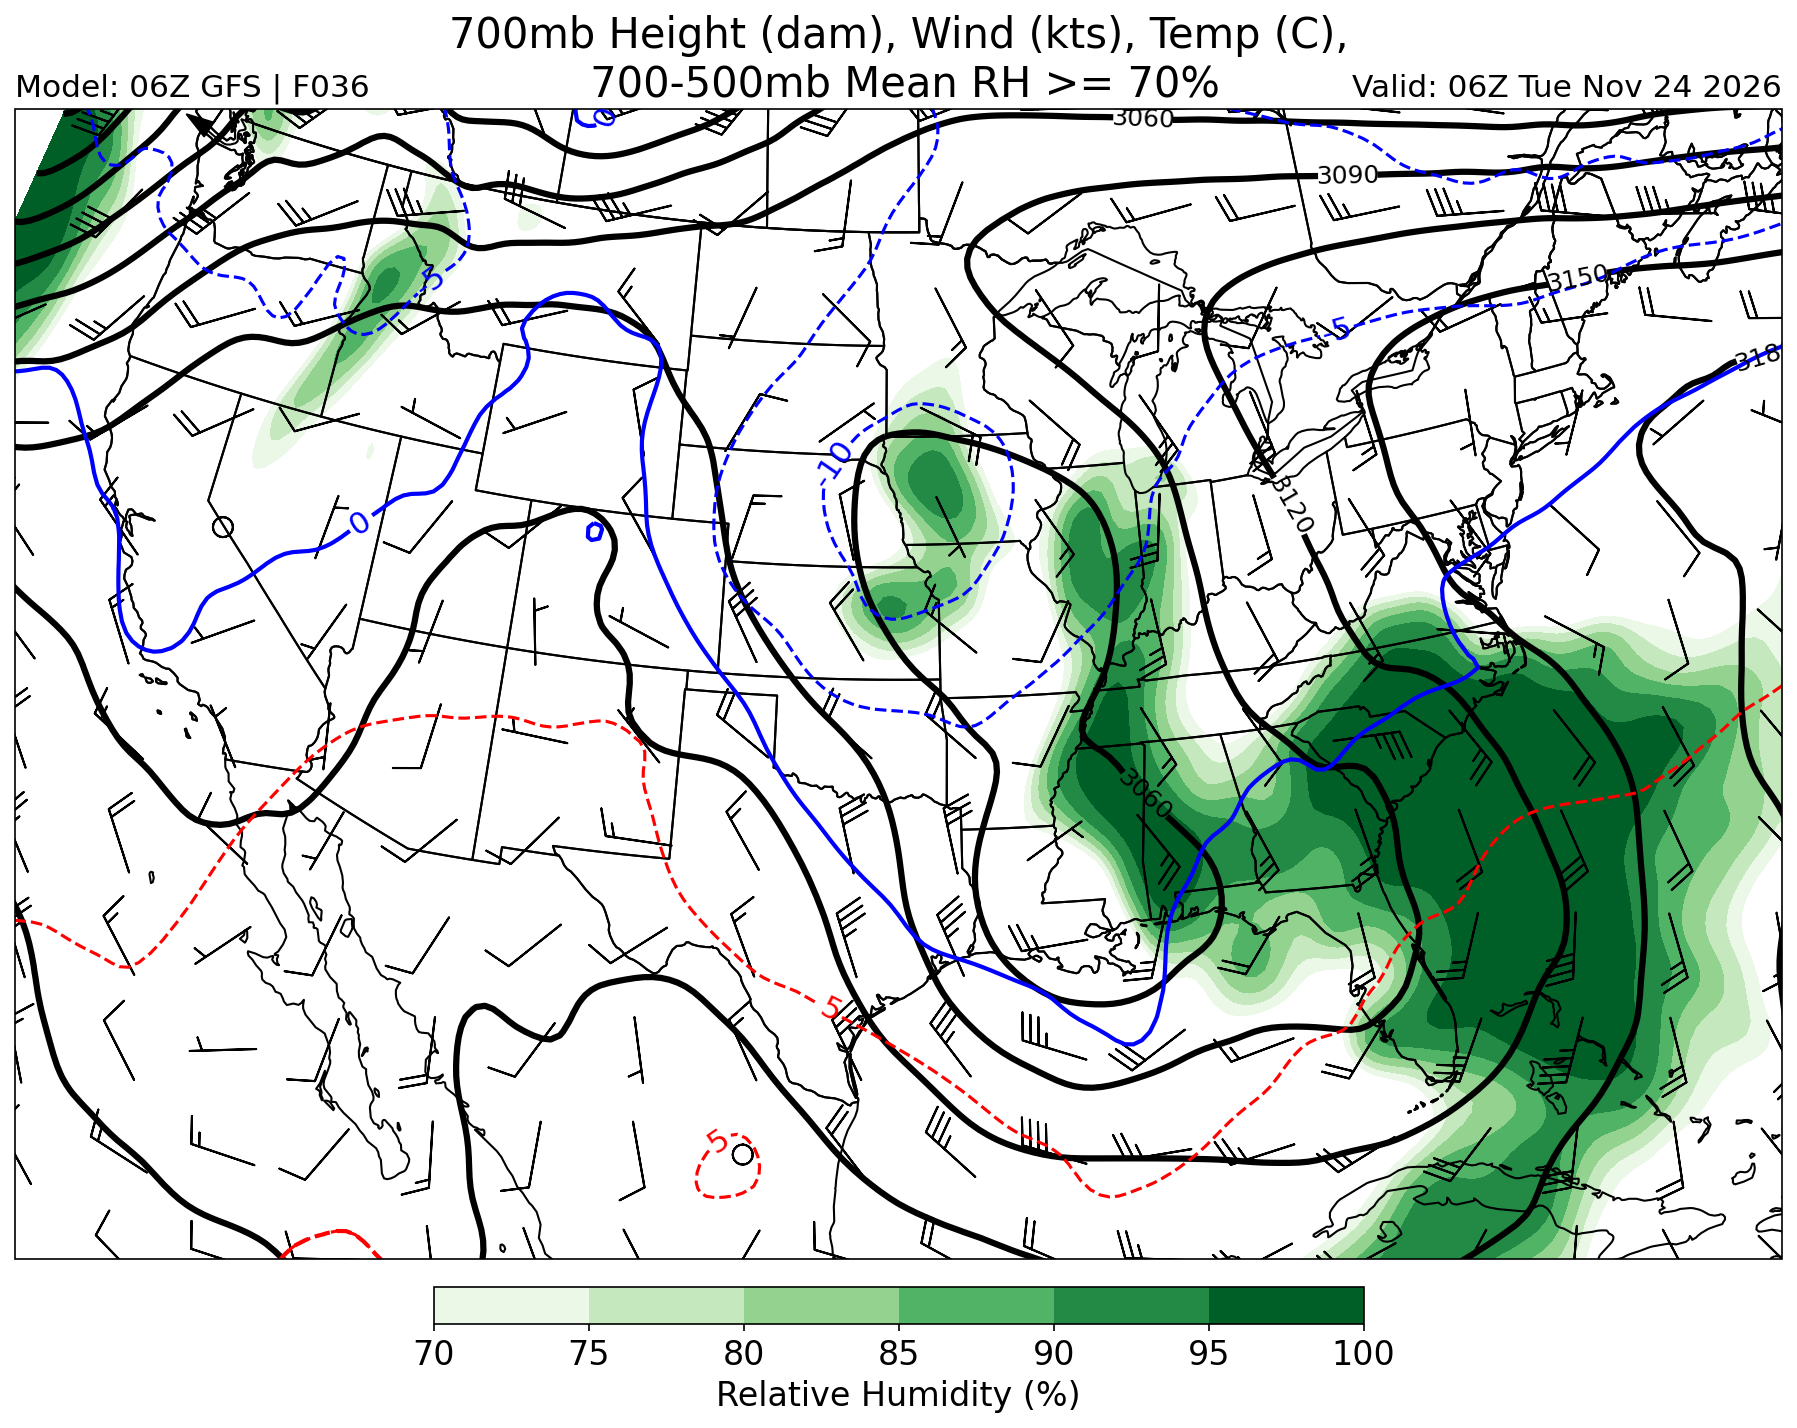 700mb Height (dam), Wind (kts), Temp (C),
Model: 06Z GFS | F036
700-500mb Mean RH >= 70%
Valid: 06Z Tue Nov 24 2026
0
3060
3090
-5
3150
-5
318
-10
3120
0
3060
5
5
70 75 80 85 90 95 100
Relative Humidity (%)